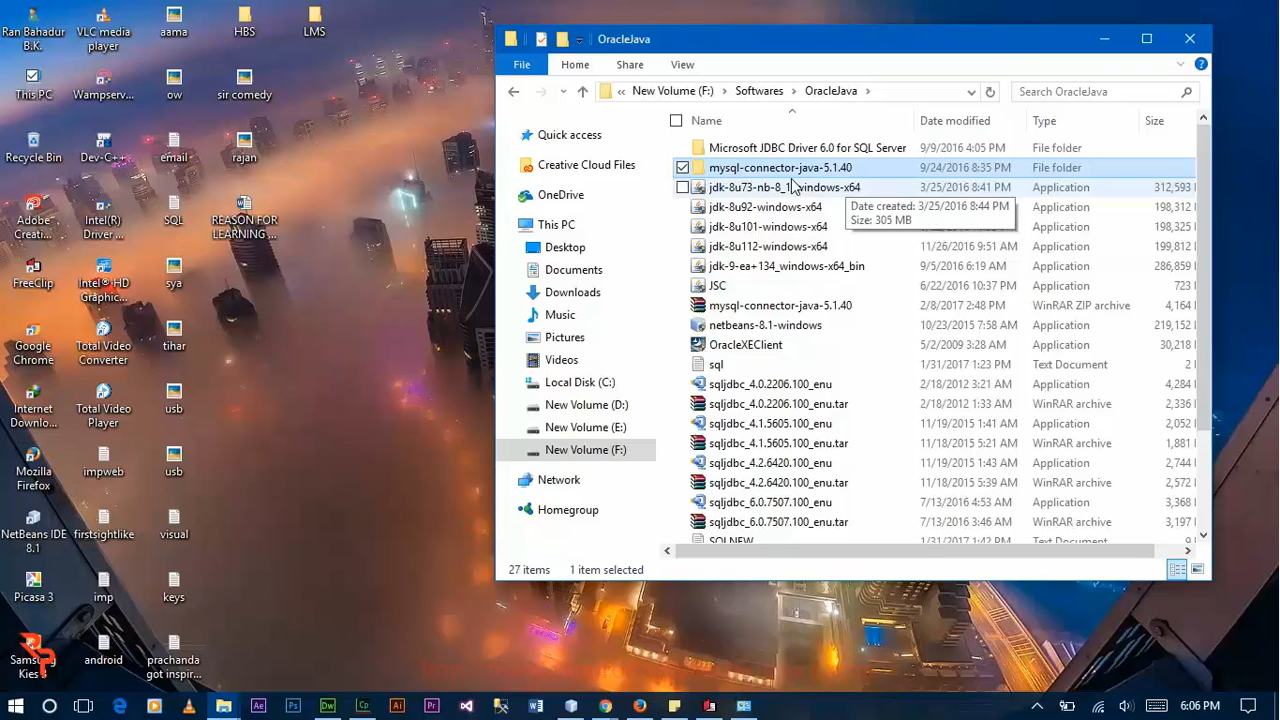 Ran Bahadur B.K.
VLC media player
aama
HBS
LMS
This PC
Wampserv...
ow
sir comedy
Recycle Bin
Dev-C++
email
rajan
Adobe Creati...
Intel(R) Driver ...
SQL
REASON FOR LEARNING ...
FreeClip
Intel® HD Graphic...
sya
Google Chrome
Total Video Converter
tihar
Internet Downlo...
Total Video Player
usb
Mozilla Firefox
impweb
usb
NetBeans IDE 8.1
firstsightlike
visual
Picasa 3
imp
keys
Samsung Kies
android
prachanda got inspir...
OracleJava
File Home Share View
« New Volume (F:) > Softwares > OracleJava >
Search OracleJava
Quick access
Creative Cloud Files
OneDrive
This PC
Desktop
Documents
Downloads
Music
Pictures
Videos
Local Disk (C:)
New Volume (D:)
New Volume (E:)
New Volume (F:)
Network
Homegroup
Name Date modified Type Size
Microsoft JDBC Driver 6.0 for SQL Server 9/9/2016 4:05 PM File folder
mysql-connector-java-5.1.40 9/24/2016 8:35 PM File folder
jdk-8u73-nb-8_1-windows-x64 3/25/2016 8:41 PM Application 312,593
jdk-8u92-windows-x64 Application 198,312
jdk-8u101-windows-x64 Application 198,325
jdk-8u112-windows-x64 11/26/2016 9:51 AM Application 199,812
jdk-9-ea+134_windows-x64_bin 9/5/2016 6:19 AM Application 286,859
JSC 6/22/2016 10:37 PM Application 723
mysql-connector-java-5.1.40 2/8/2017 2:48 PM WinRAR ZIP archive 4,164
netbeans-8.1-windows 10/23/2015 7:58 AM Application 219,152
OracleXEClient 5/2/2009 3:28 AM Application 30,218
sql 1/31/2017 1:23 PM Text Document 2
sqljdbc_4.0.2206.100_enu 2/18/2012 3:21 AM Application 4,284
sqljdbc_4.0.2206.100_enu.tar 2/18/2012 1:33 AM WinRAR archive 2,336
sqljdbc_4.1.5605.100_enu 11/19/2015 1:41 AM Application 2,052
sqljdbc_4.1.5605.100_enu.tar 11/18/2015 5:21 AM WinRAR archive 1,881
sqljdbc_4.2.6420.100_enu 11/19/2015 1:43 AM Application 2,744
sqljdbc_4.2.6420.100_enu.tar 11/18/2015 5:39 AM WinRAR archive 2,572
sqljdbc_6.0.7507.100_enu 7/13/2016 4:53 AM Application 3,368
sqljdbc_6.0.7507.100_enu.tar 7/13/2016 3:46 AM WinRAR archive 3,197
SQLNEW 1/31/2017 1:42 PM Text Document 9
Date created: 3/25/2016 8:44 PM
Size: 305 MB
27 items 1 item selected
6:06 PM